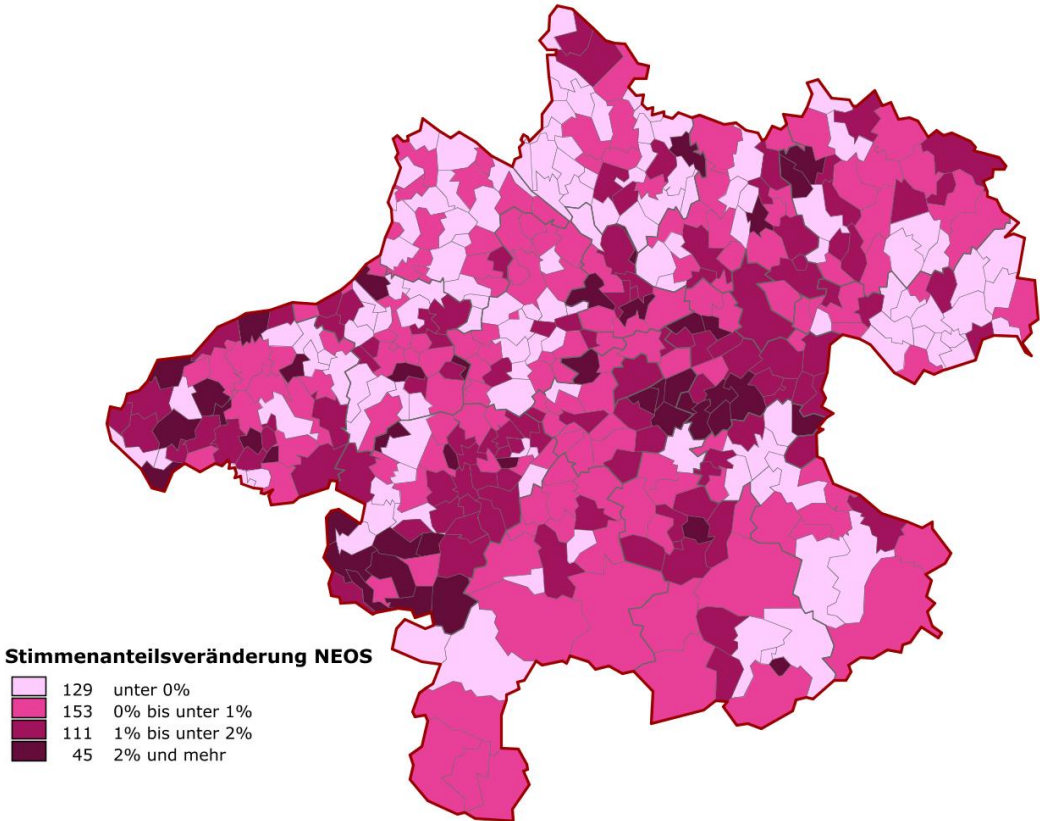 Stimmenanteilsveränderung NEOS
129 unter 0%
153 0% bis unter 1%
111 1% bis unter 2%
45 2% und mehr